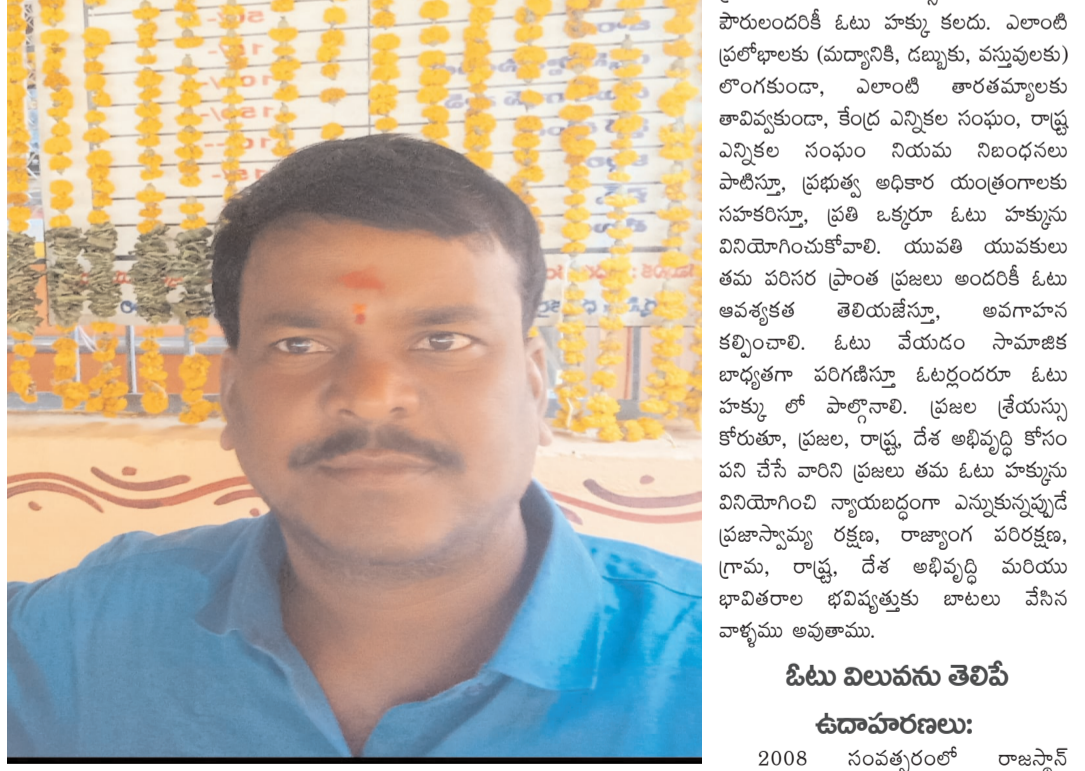 పౌరులందరికీ ఓటు హక్కు కలదు. ఎలాంటి
ప్రలోభాలకు (మద్యానికి, డబ్బుకు, వస్తువులకు)
లొంగకుండా, ఎలాంటి తారతమ్యాలకు
తావివ్వకుండా, కేంద్ర ఎన్నికల సంఘం, రాష్ట్ర
ఎన్నికల సంఘం నియమ నిబంధనలు
పాటిస్తూ, ప్రభుత్వ అధికార యంత్రంగాలకు
సహకరిస్తూ, ప్రతి ఒక్కరూ ఓటు హక్కును
వినియోగించుకోవాలి. యువతి యువకులు
తమ పరిసర ప్రాంత ప్రజలు అందరికీ ఓటు
ఆవశ్యకత తెలియజేస్తూ, అవగాహన
కల్పించాలి. ఓటు వేయడం సామాజిక
బాధ్యతగా పరిగణిస్తూ ఓటర్లందరూ ఓటు
హక్కు లో పాల్గొనాలి. ప్రజల శ్రేయస్సు
కోరుతూ, ప్రజల, రాష్ట్ర, దేశ అభివృద్ధి కోసం
పని చేసే వారిని ప్రజలు తమ ఓటు హక్కును
వినియోగించి న్యాయబద్ధంగా ఎన్నుకున్నప్పుడే
ప్రజాస్వామ్య రక్షణ, రాజ్యాంగ పరిరక్షణ,
గ్రామ, రాష్ట్ర, దేశ అభివృద్ధి మరియు
భావితరాల భవిష్యత్తుకు బాటలు వేసిన
వాళ్ళము అవుతాము.
ఓటు విలువను తెలిపే
ఉదాహరణలు:
2008 సంవత్సరంలో రాజస్థాన్